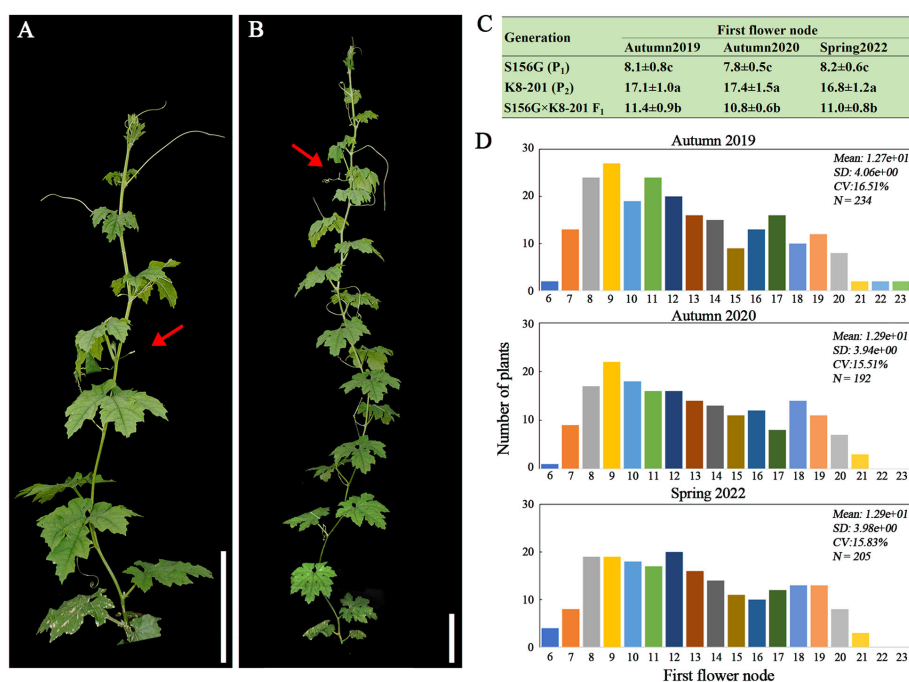 A
B
C
Generation First flower node
Autumn2019 Autumn2020 Spring2022
S156G (P1) 8.1±0.8c 7.8±0.5c 8.2±0.6c
K8-201 (P2) 17.1±1.0a 17.4±1.5a 16.8±1.2a
S156G×K8-201 F1 11.4±0.9b 10.8±0.6b 11.0±0.8b
D
Autumn 2019
Mean: 1.27e+01
SD: 4.06e+00
CV:16.51%
N = 234
30
20
10
0
6 7 8 9 10 11 12 13 14 15 16 17 18 19 20 21 22 23
Autumn 2020
Mean: 1.29e+01
SD: 3.94e+00
CV:15.51%
N = 192
30
20
10
0
6 7 8 9 10 11 12 13 14 15 16 17 18 19 20 21 22 23
Spring 2022
Mean: 1.29e+01
SD: 3.98e+00
CV:15.83%
N = 205
30
20
10
0
6 7 8 9 10 11 12 13 14 15 16 17 18 19 20 21 22 23
Number of plants
First flower node